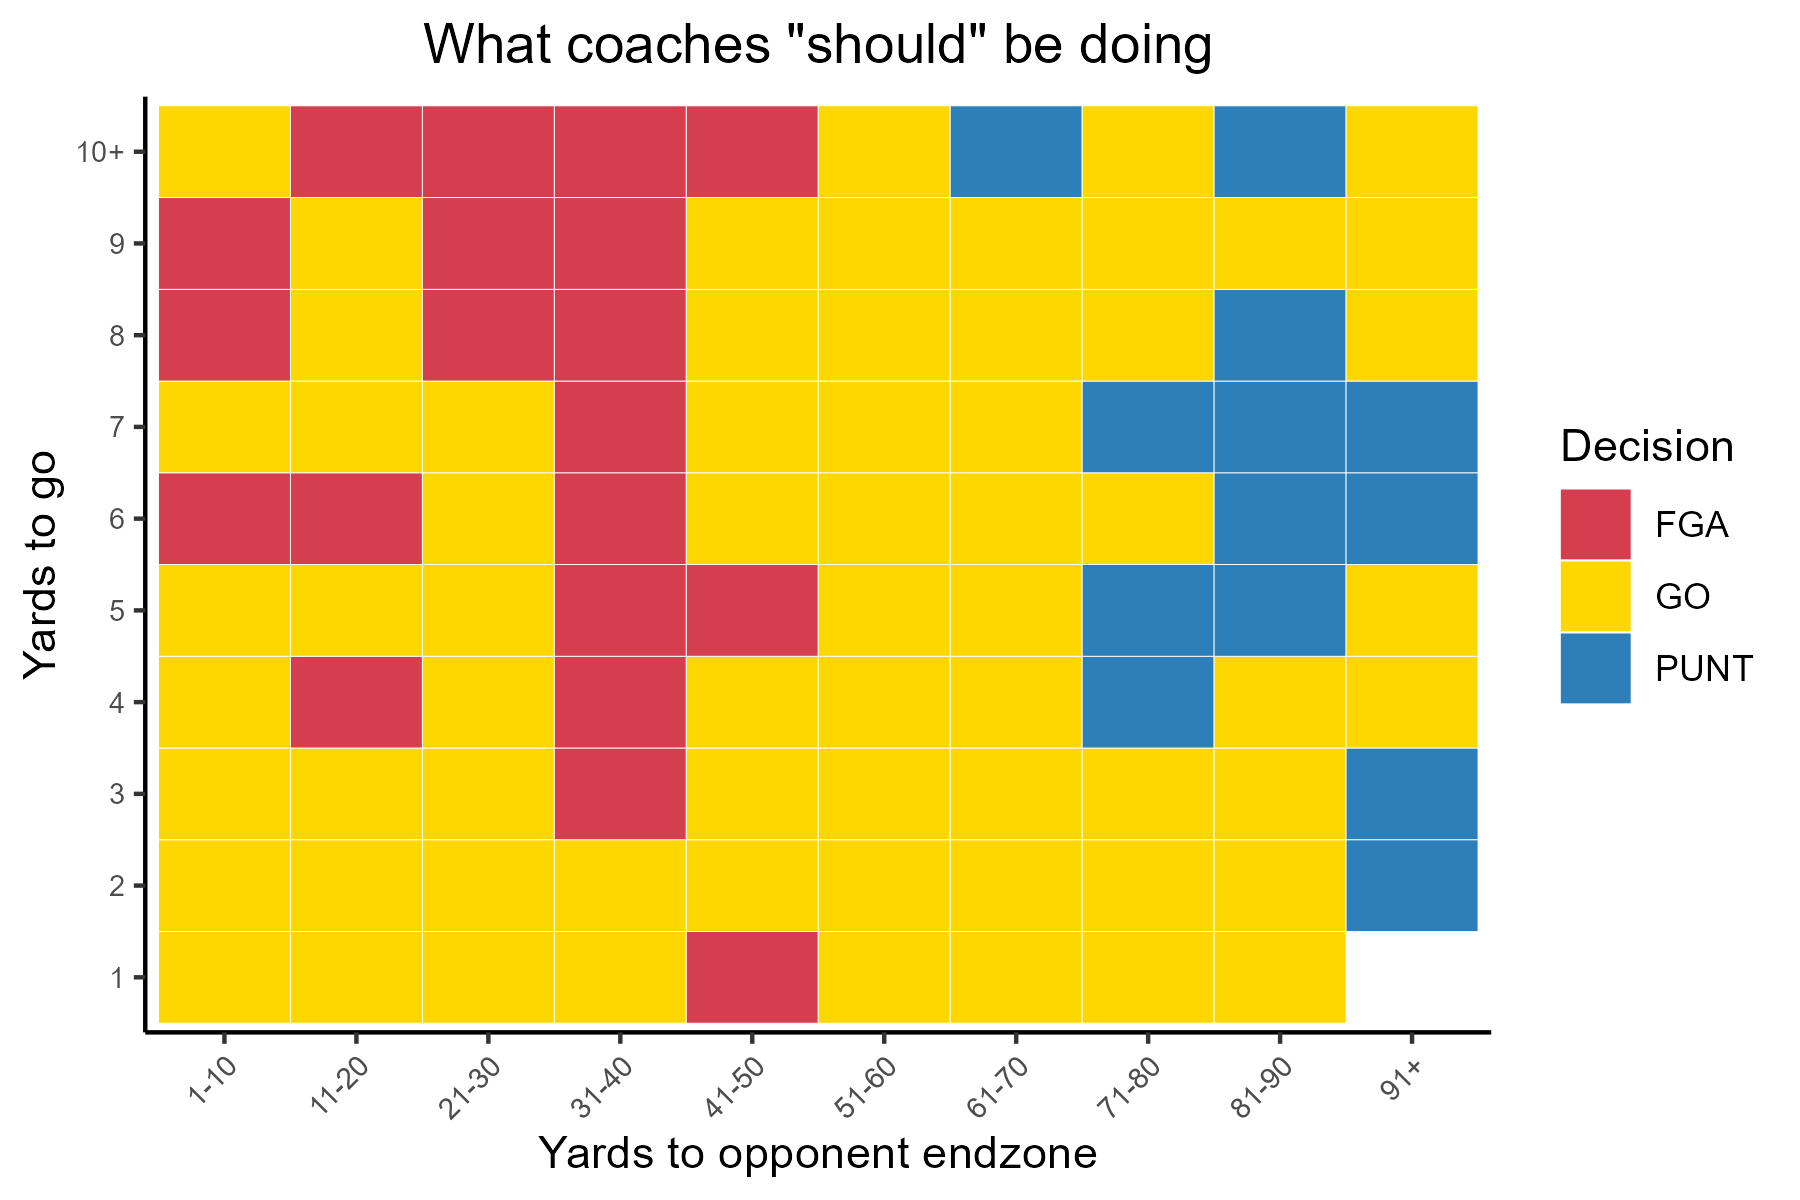 What coaches "should" be doing
Yards to go
10+
9
8
7
6
5
4
3
2
1
1-10
11-20
21-30
31-40
41-50
51-60
61-70
71-80
81-90
91+
Yards to opponent endzone
Decision
FGA
GO
PUNT